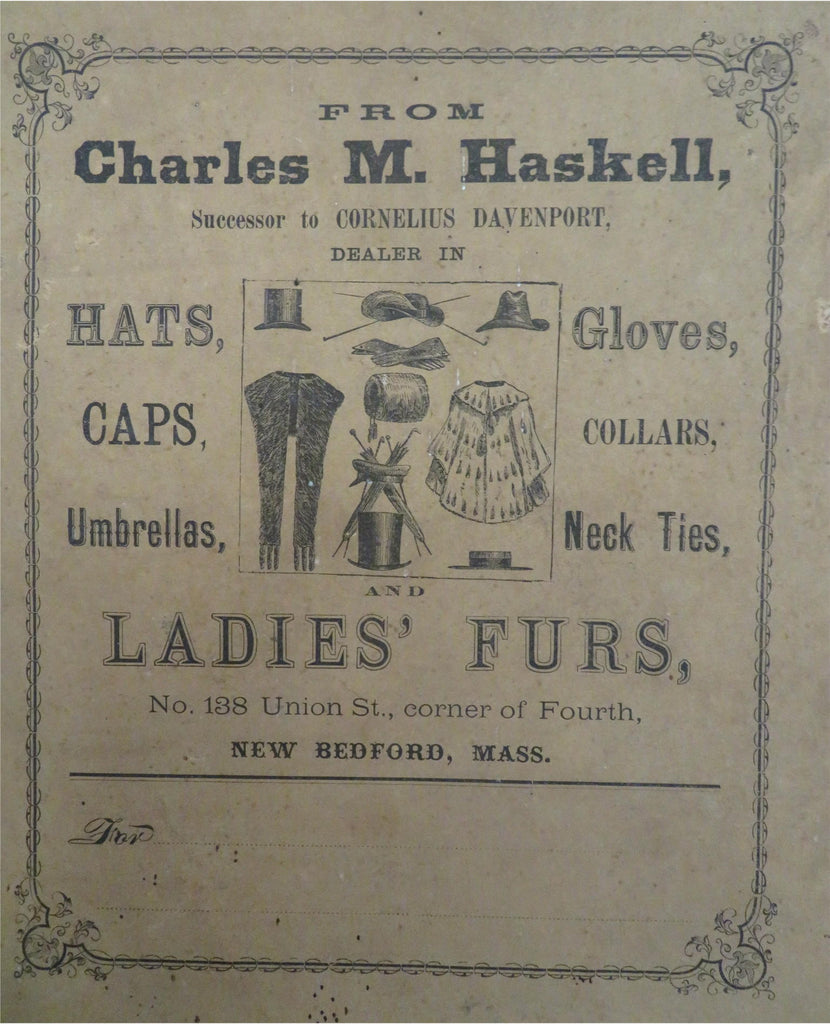 FROM
Charles M. Haskell,
Successor to CORNELIUS DAVENPORT,
DEALER IN
HATS,
CAPS,
Umbrellas,
Gloves,
COLLARS,
Neck Ties,
AND
LADIES' FURS,
No. 138 Union St., corner of Fourth,
NEW BEDFORD, MASS.
For